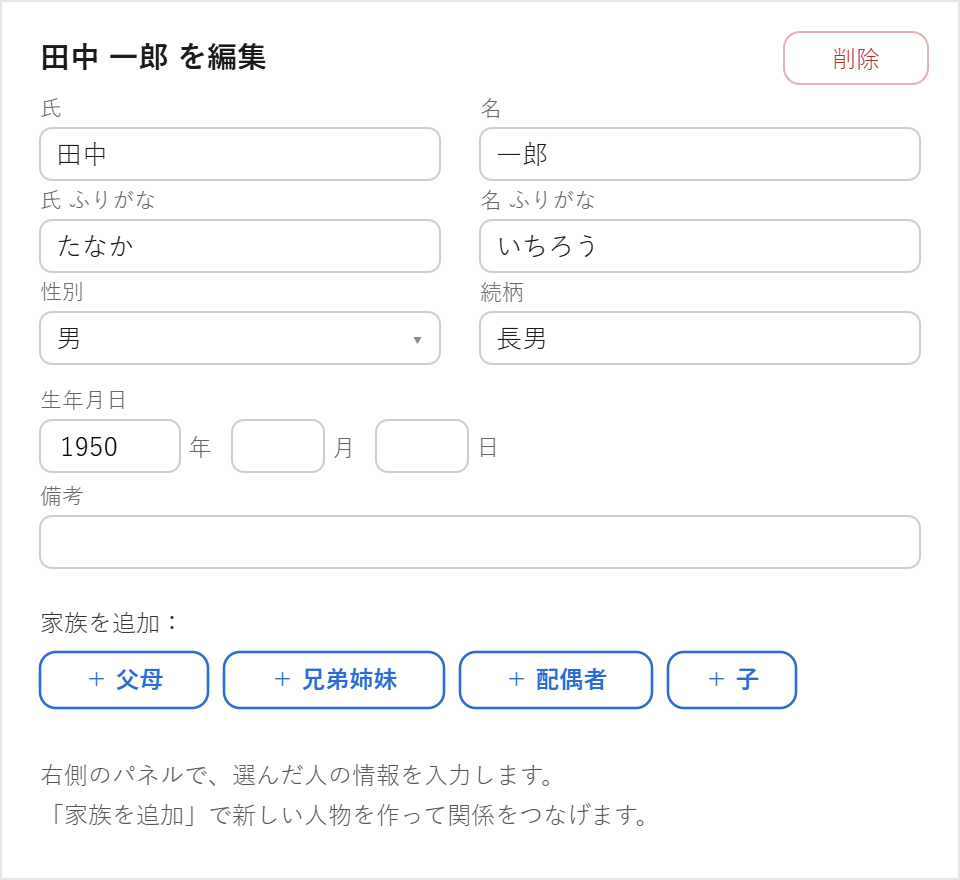 田中 一郎 を編集 削除
氏 名
田中 一郎
氏 ふりがな 名 ふりがな
たなか いちろう
性別 続柄
男 ▼ 長男
生年月日
1950 年 月 日
備考
家族を追加：
＋ 父母 ＋ 兄弟姉妹 ＋ 配偶者 ＋ 子
右側のパネルで、選んだ人の情報を入力します。
「家族を追加」で新しい人物を作って関係をつなげます。